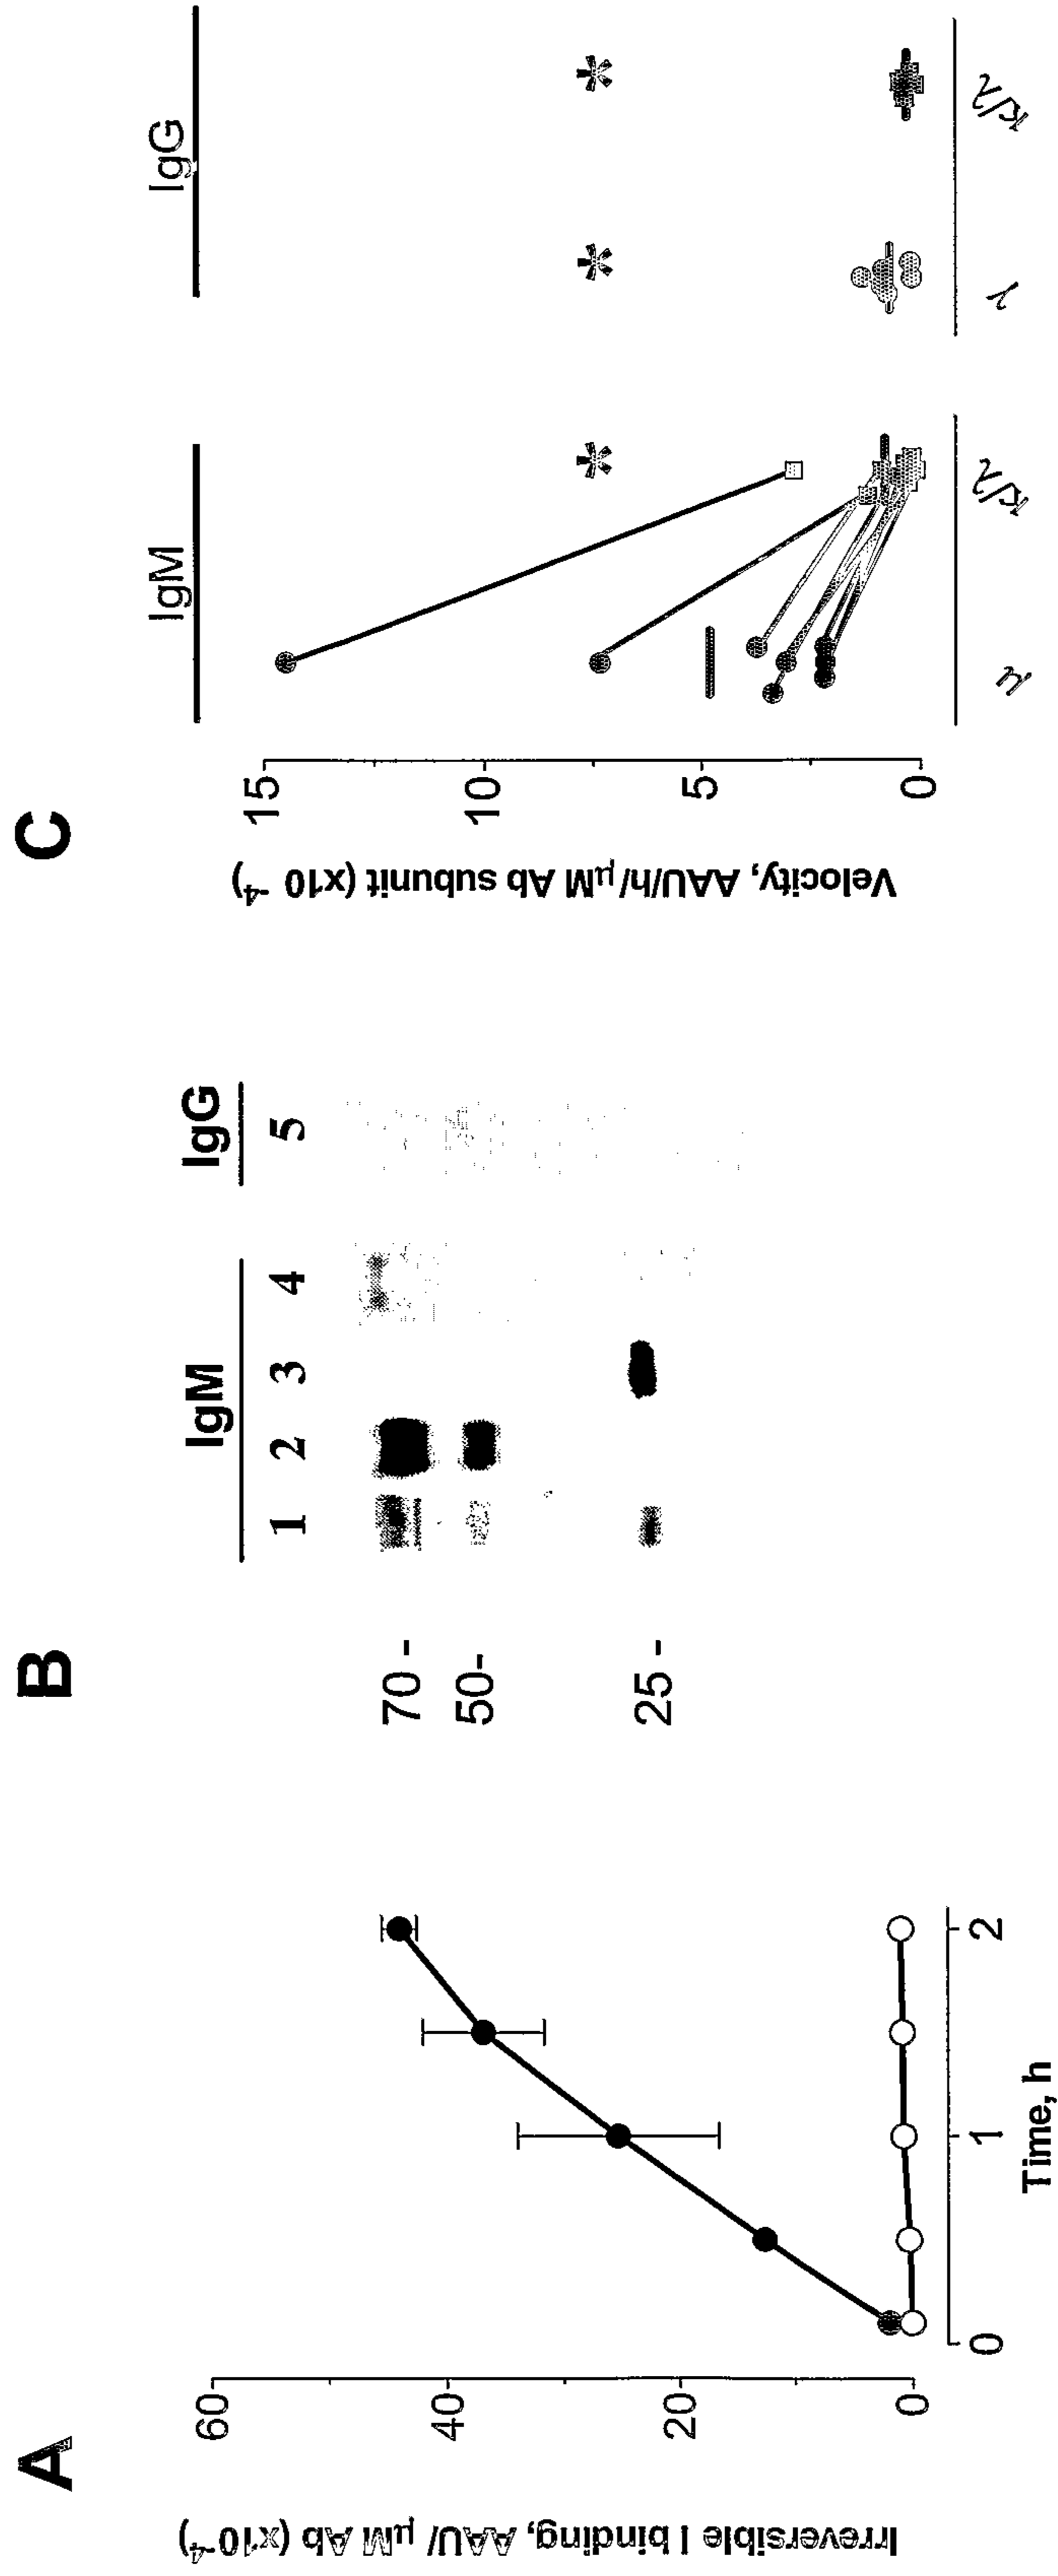 A
Irreversible I binding, AAU/ μM Ab (x10-4)
60
40
20
0
0 1 2
Time, h
B
IgM IgG
1 2 3 4 5
70 -
50-
25 -
C
Velocity, AAU/h/μM Ab subunit (x10 -4)
15
10
5
0
IgM IgG
* * *
μ κ/λ γ κ/λ